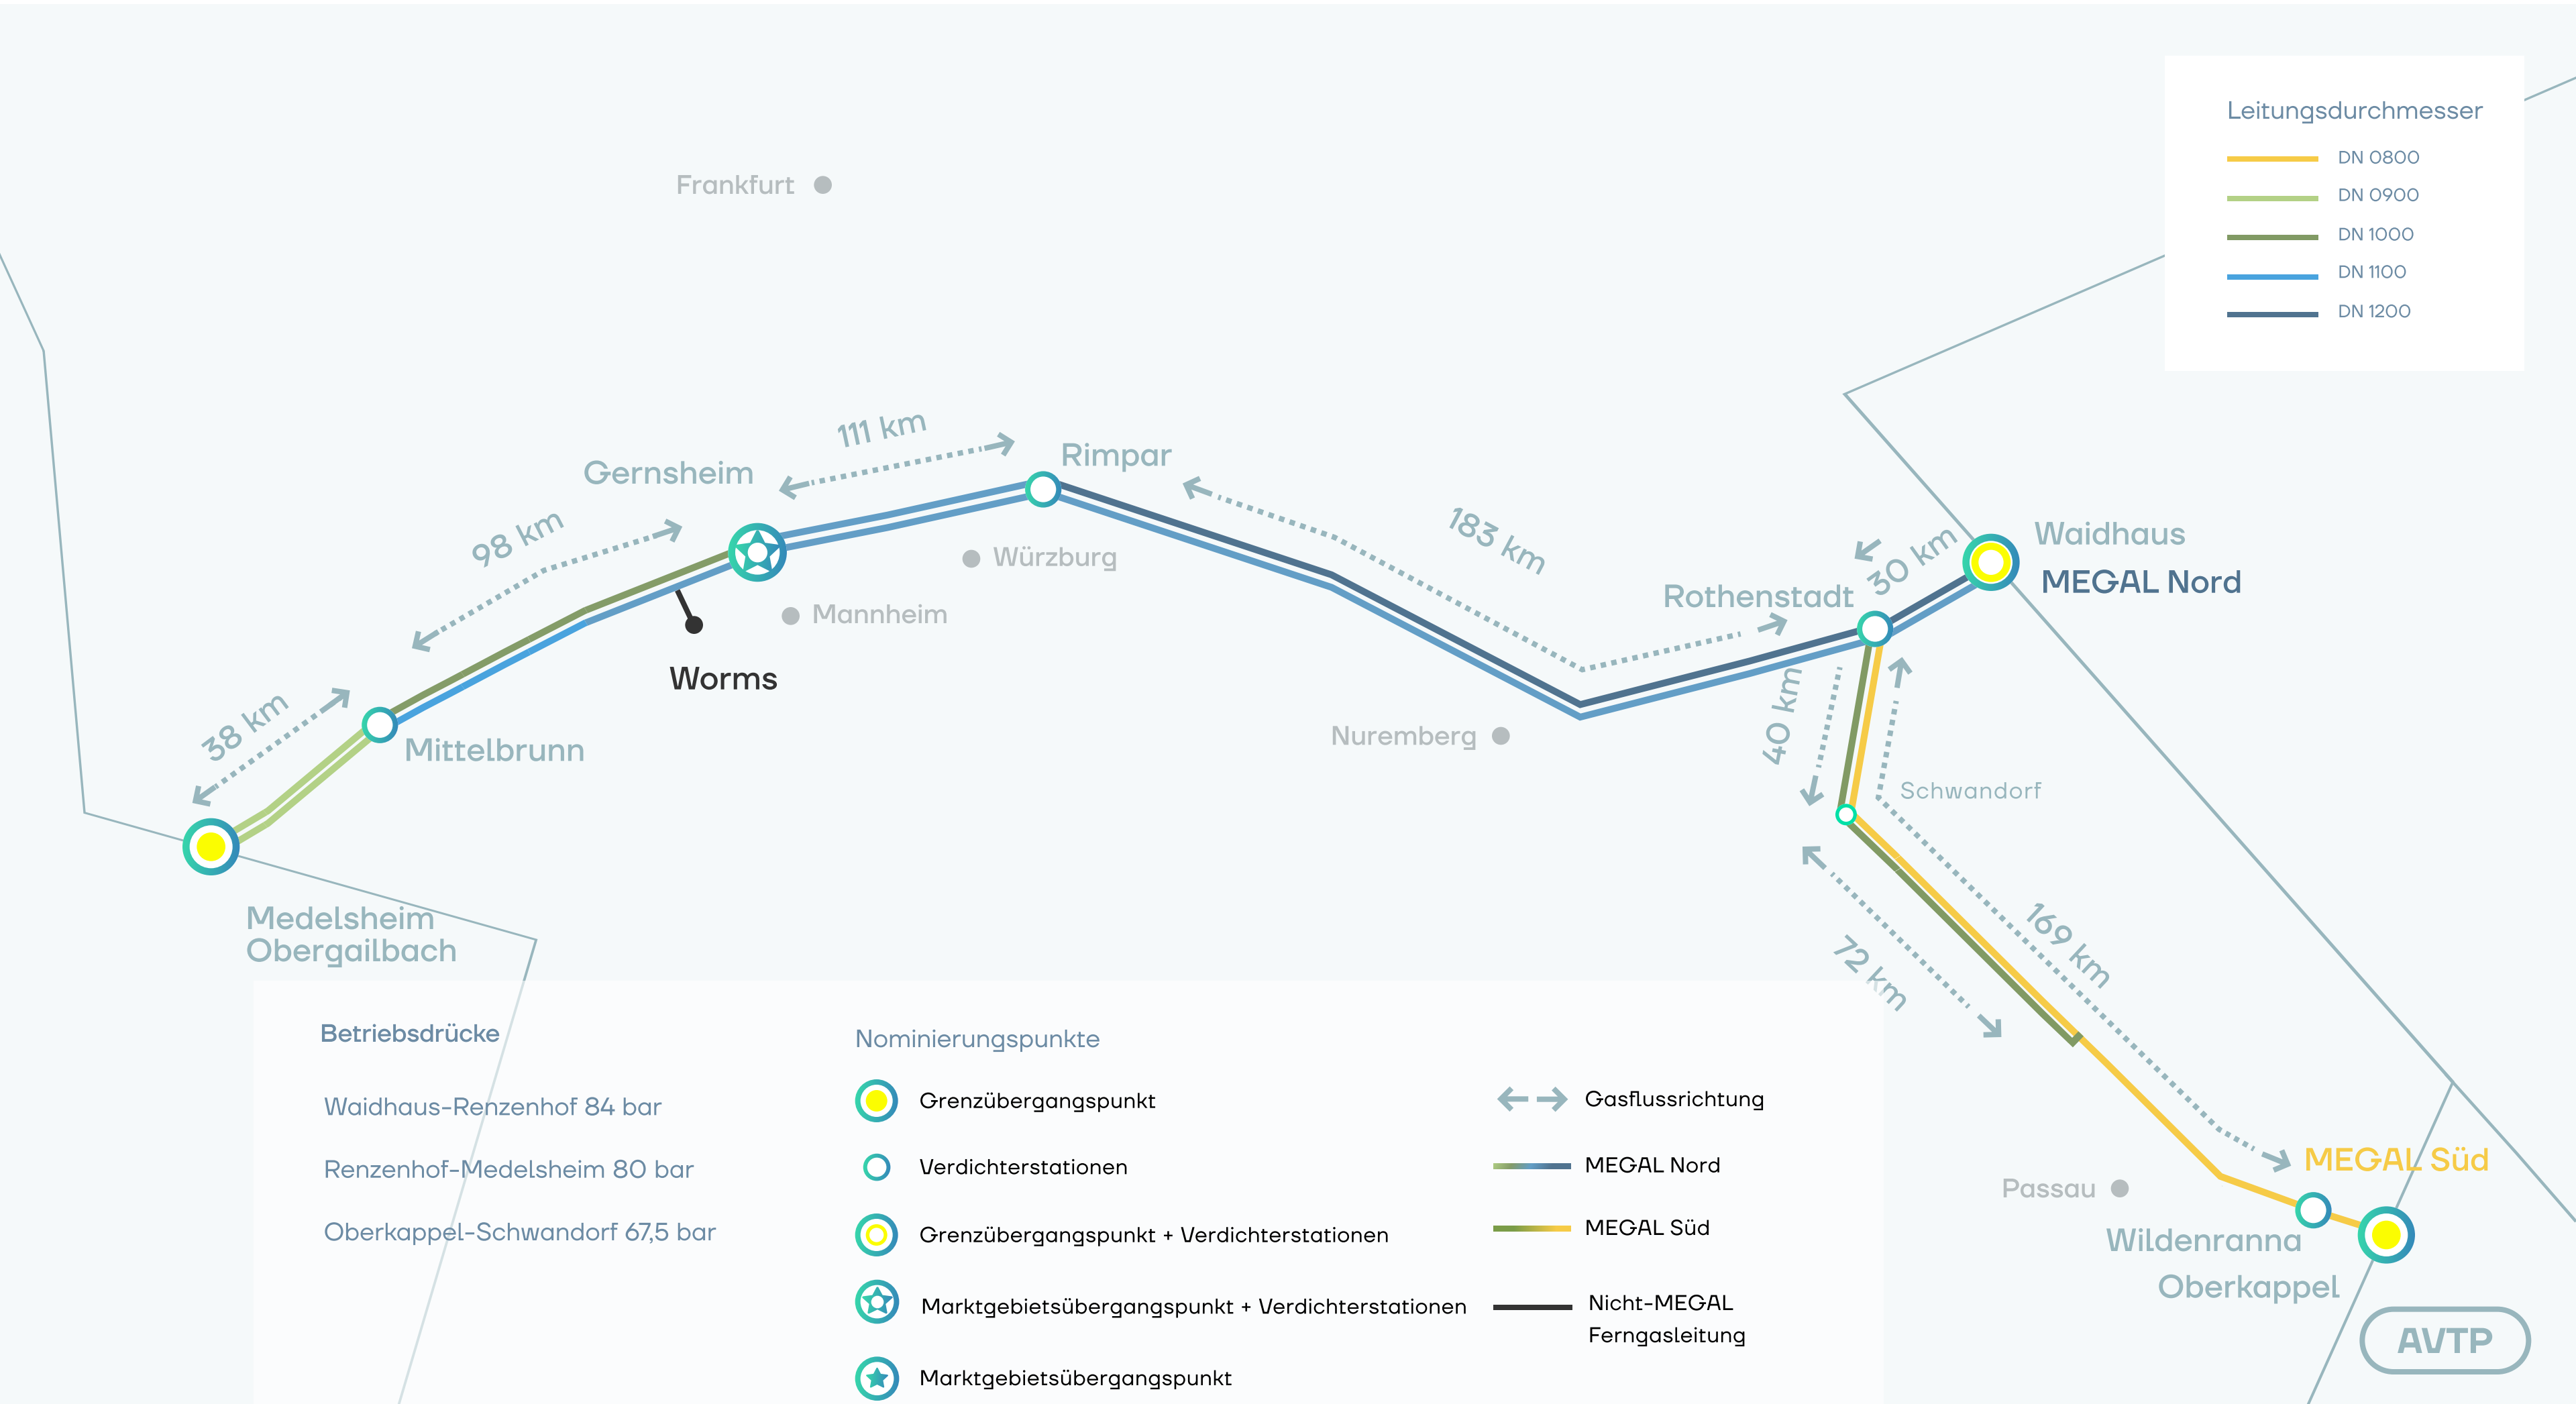 Leitungsdurchmesser
DN 0800
DN 0900
DN 1000
DN 1100
DN 1200
Frankfurt
111 km
Gernsheim
Rimpar
98 km
183 km
Waidhaus
MEGAL Nord
30 km
Rothenstadt
Würzburg
Mannheim
Worms
38 km
Mittelbrunn
Nuremberg
40 km
Schwandorf
Medelsheim
Obergailbach
169 km
72 km
Betriebsdrücke
Waidhaus-Renzenhof 84 bar
Renzenhof-Medelsheim 80 bar
Oberkappel-Schwandorf 67,5 bar
Nominierungspunkte
Grenzübergangspunkt
Verdichterstationen
Grenzübergangspunkt + Verdichterstationen
Marktgebietsübergangspunkt + Verdichterstationen
Marktgebietsübergangspunkt
Gasflussrichtung
MEGAL Nord
MEGAL Süd
Nicht-MEGAL
Ferngasleitung
MEGAL Süd
Passau
Wildenranna
Oberkappel
AVTP